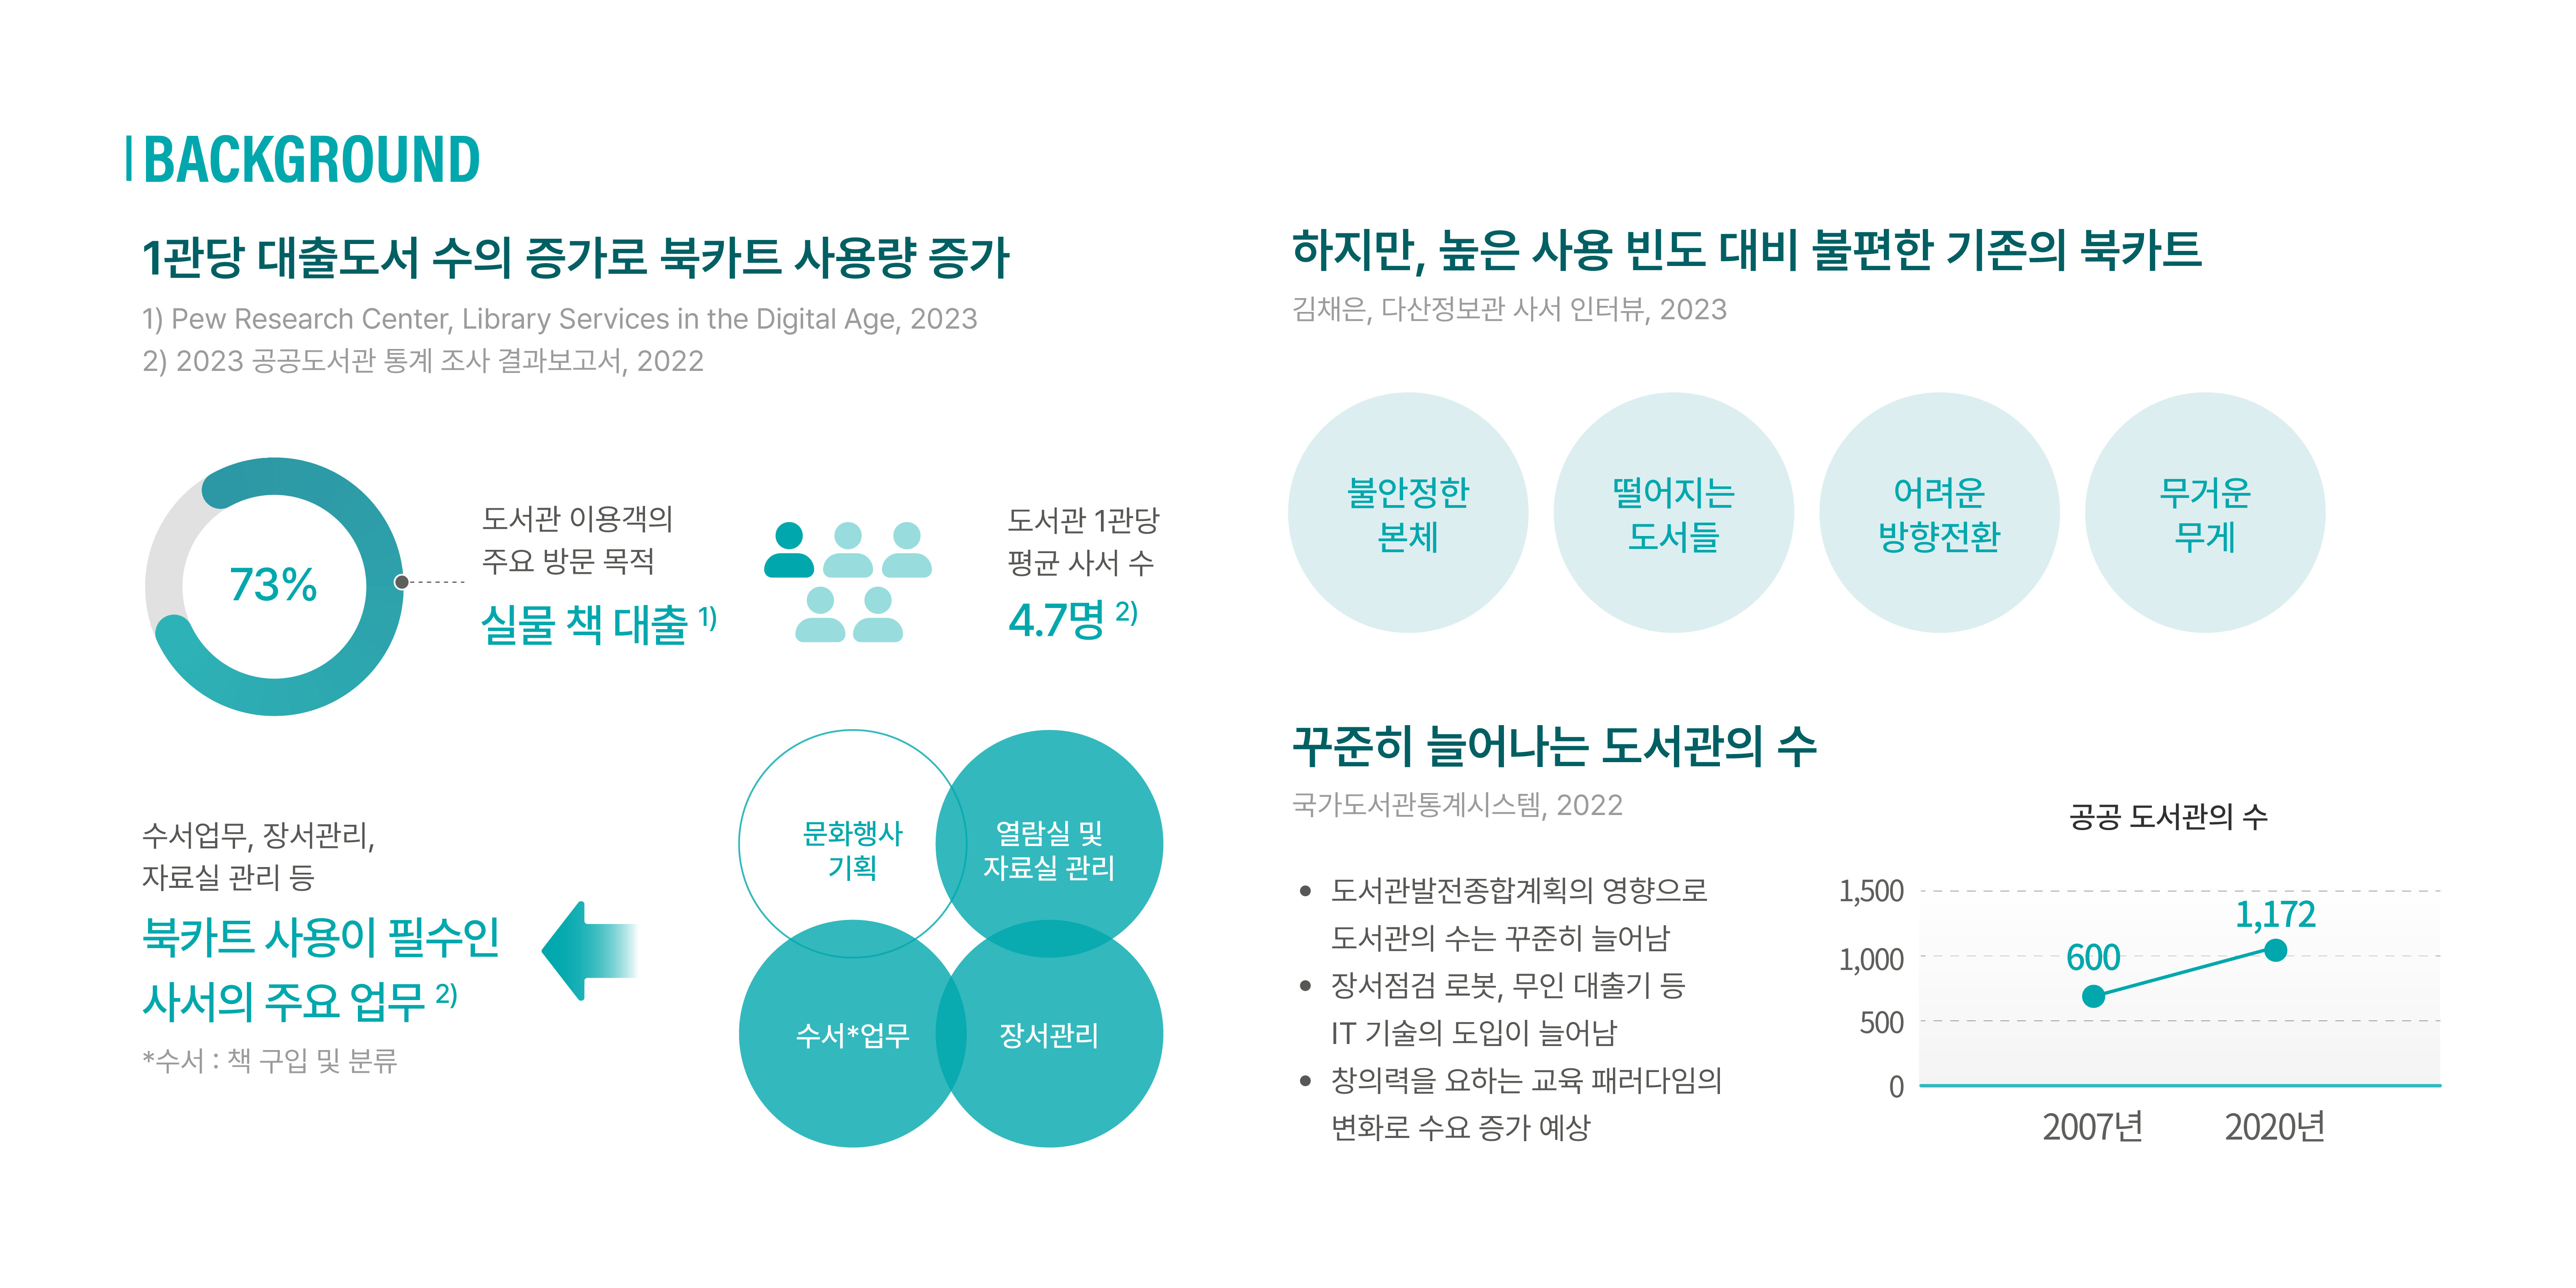 BACKGROUND
1관당 대출도서 수의 증가로 북카트 사용량 증가
1) Pew Research Center, Library Services in the Digital Age, 2023
2) 2023 공공도서관 통계 조사 결과보고서, 2022
73%
도서관 이용객의
주요 방문 목적
실물 책 대출 1)
도서관 1관당
평균 사서 수
4.7명 2)
수서업무, 장서관리,
자료실 관리 등
북카트 사용이 필수인
사서의 주요 업무 2)
*수서 : 책 구입 및 분류
문화행사
기획
열람실 및
자료실 관리
수서*업무
장서관리
하지만, 높은 사용 빈도 대비 불편한 기존의 북카트
김채은, 다산정보관 사서 인터뷰, 2023
불안정한
본체
떨어지는
도서들
어려운
방향전환
무거운
무게
꾸준히 늘어나는 도서관의 수
국가도서관통계시스템, 2022
도서관발전종합계획의 영향으로
도서관의 수는 꾸준히 늘어남
장서점검 로봇, 무인 대출기 등
IT 기술의 도입이 늘어남
창의력을 요하는 교육 패러다임의
변화로 수요 증가 예상
공공 도서관의 수
1,500
1,000
500
0
600
1,172
2007년
2020년